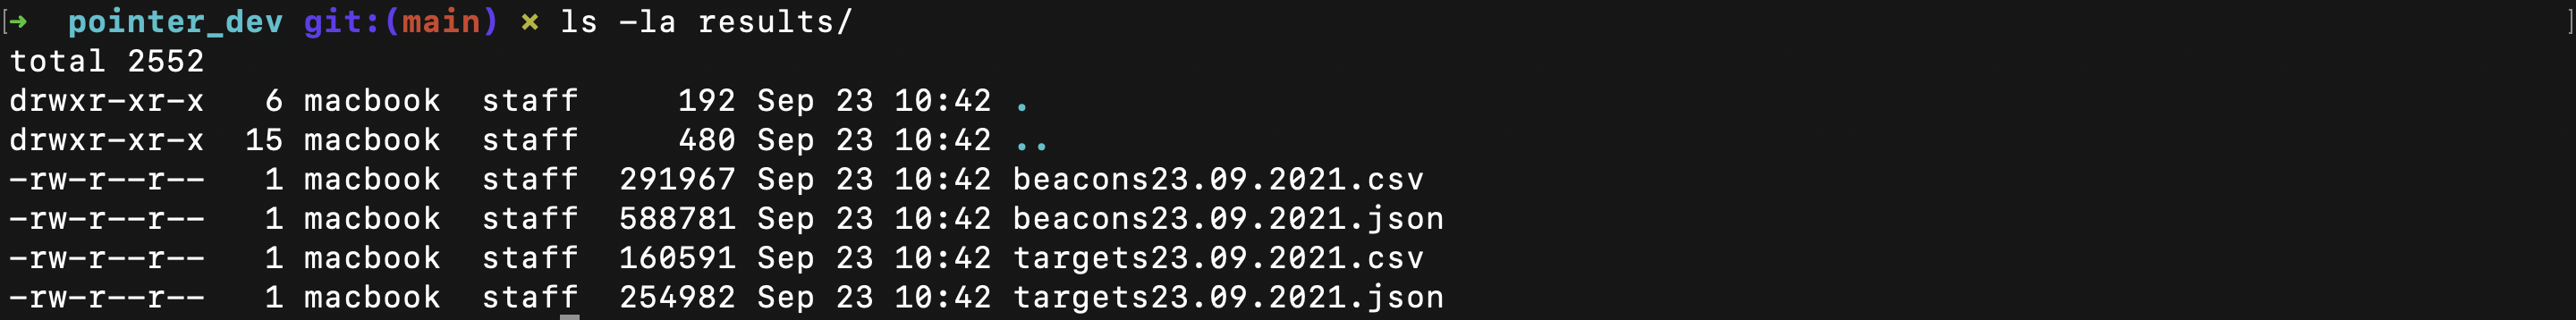 [➜  pointer_dev git:(main) ✗ ls -la results/ ]
total 2552
drwxr-xr-x   6 macbook  staff     192 Sep 23 10:42 .
drwxr-xr-x  15 macbook  staff     480 Sep 23 10:42 ..
-rw-r--r--   1 macbook  staff  291967 Sep 23 10:42 beacons23.09.2021.csv
-rw-r--r--   1 macbook  staff  588781 Sep 23 10:42 beacons23.09.2021.json
-rw-r--r--   1 macbook  staff  160591 Sep 23 10:42 targets23.09.2021.csv
-rw-r--r--   1 macbook  staff  254982 Sep 23 10:42 targets23.09.2021.json